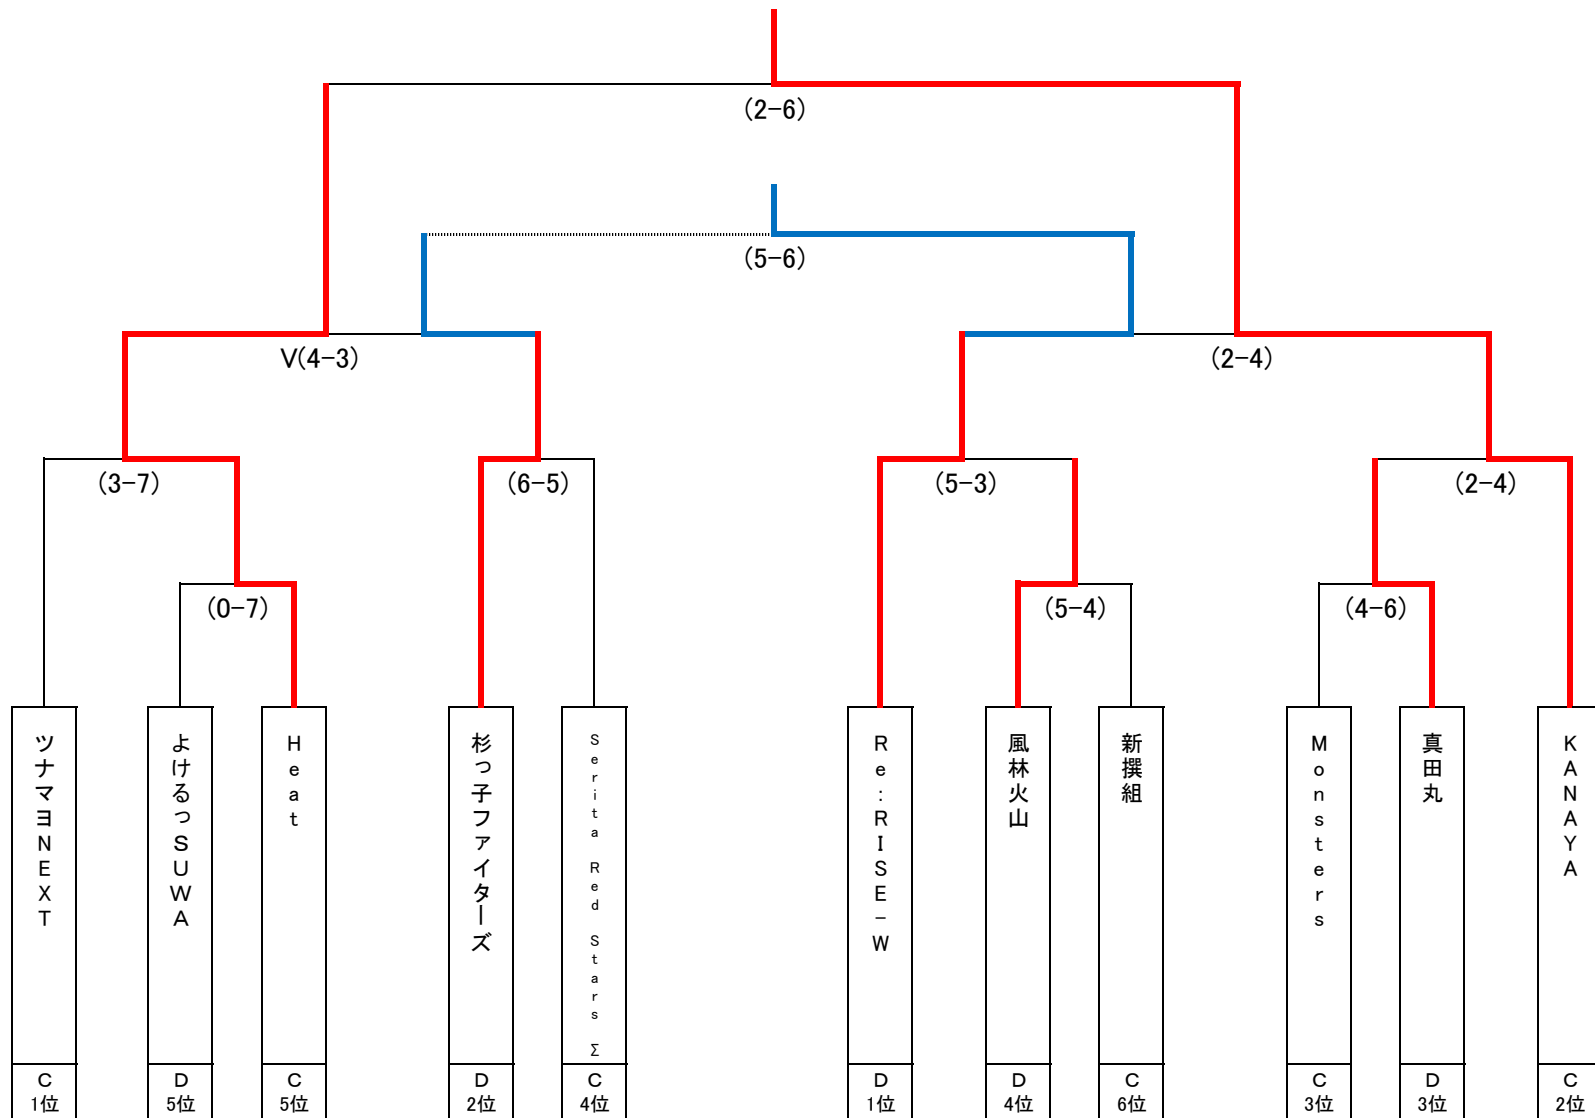 (2-6)
(5-6)
V(4-3)
(2-4)
(3-7)
(6-5)
(5-3)
(2-4)
(0-7)
(5-4)
(4-6)
ツナマヨNEXT
よけるっSUWA
Heat
杉っ子ファイターズ
Serita Red Stars Σ
Re:RISE-W
風林火山
新撰組
Monsters
真田丸
KANAYA
C
1位
D
5位
C
5位
D
2位
C
4位
D
1位
D
4位
C
6位
C
3位
D
3位
C
2位